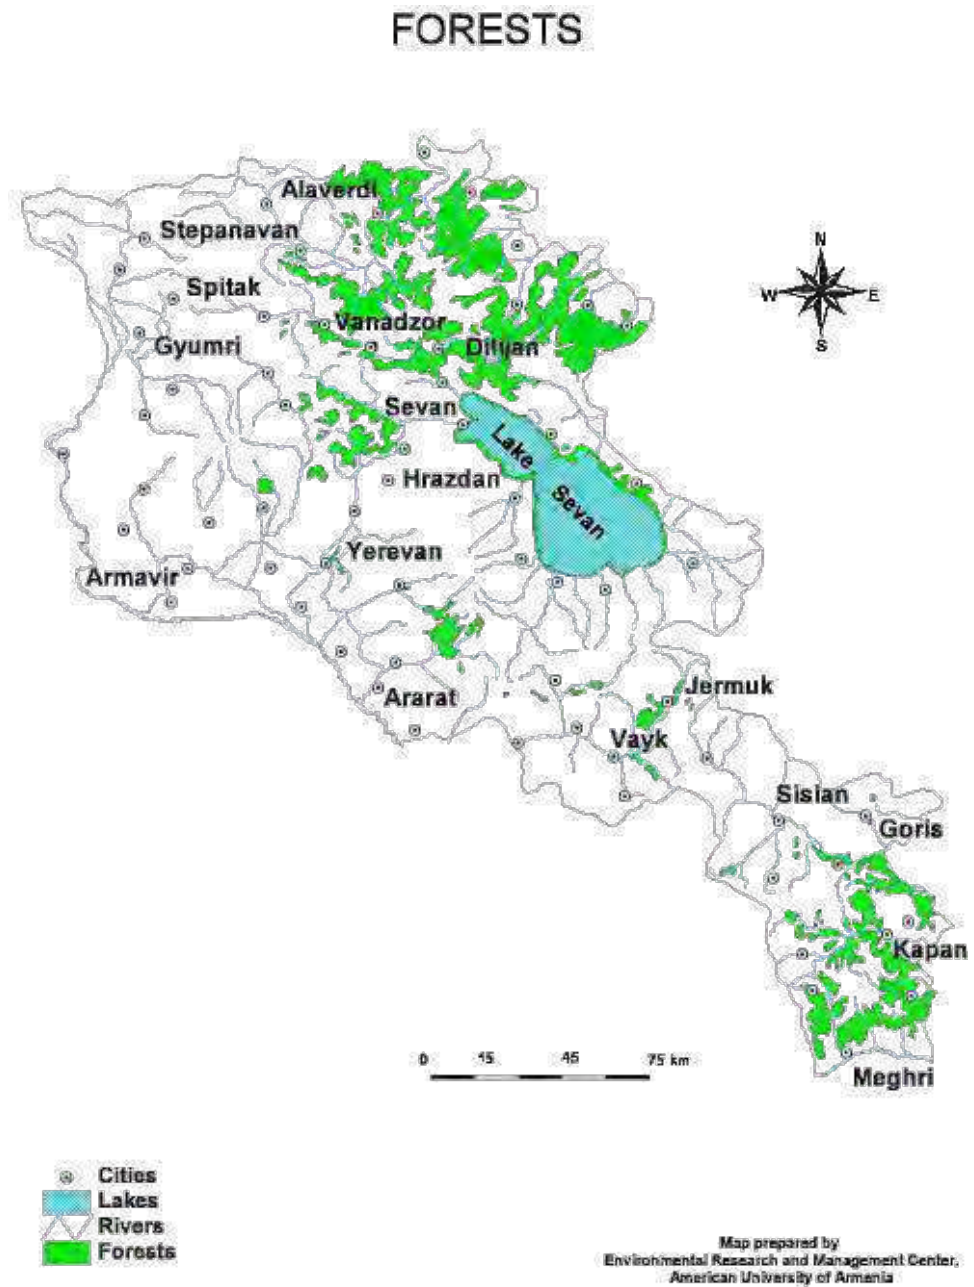 FORESTS
Alaverdi
Stepanavan
N
Spitak
W E
Vanadzor
S
Gyumri
Dilijan
Sevan
Lake
Hrazdan
Sevan
Yerevan
Armavir
Jermuk
Ararat
Vayk
Sisian
Goris
Kapan
0 15 45 75 km
Meghri
Cities
Lakes
Rivers
Forests
Map prepared by
Environmental Research and Management Center,
American University of Armenia